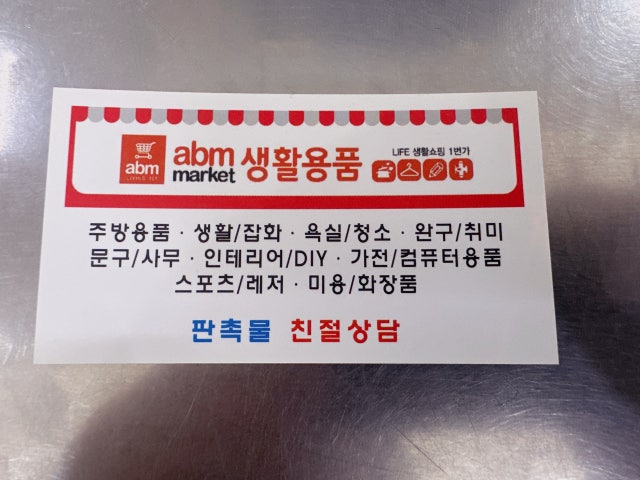 abm
LIFE 생활쇼핑 1번가
abm market 생활용품
주방용품 · 생활/잡화 · 욕실/청소 · 완구/취미
문구/사무 · 인테리어/DIY · 가전/컴퓨터용품
스포츠/레저 · 미용/화장품
판촉물 친절상담